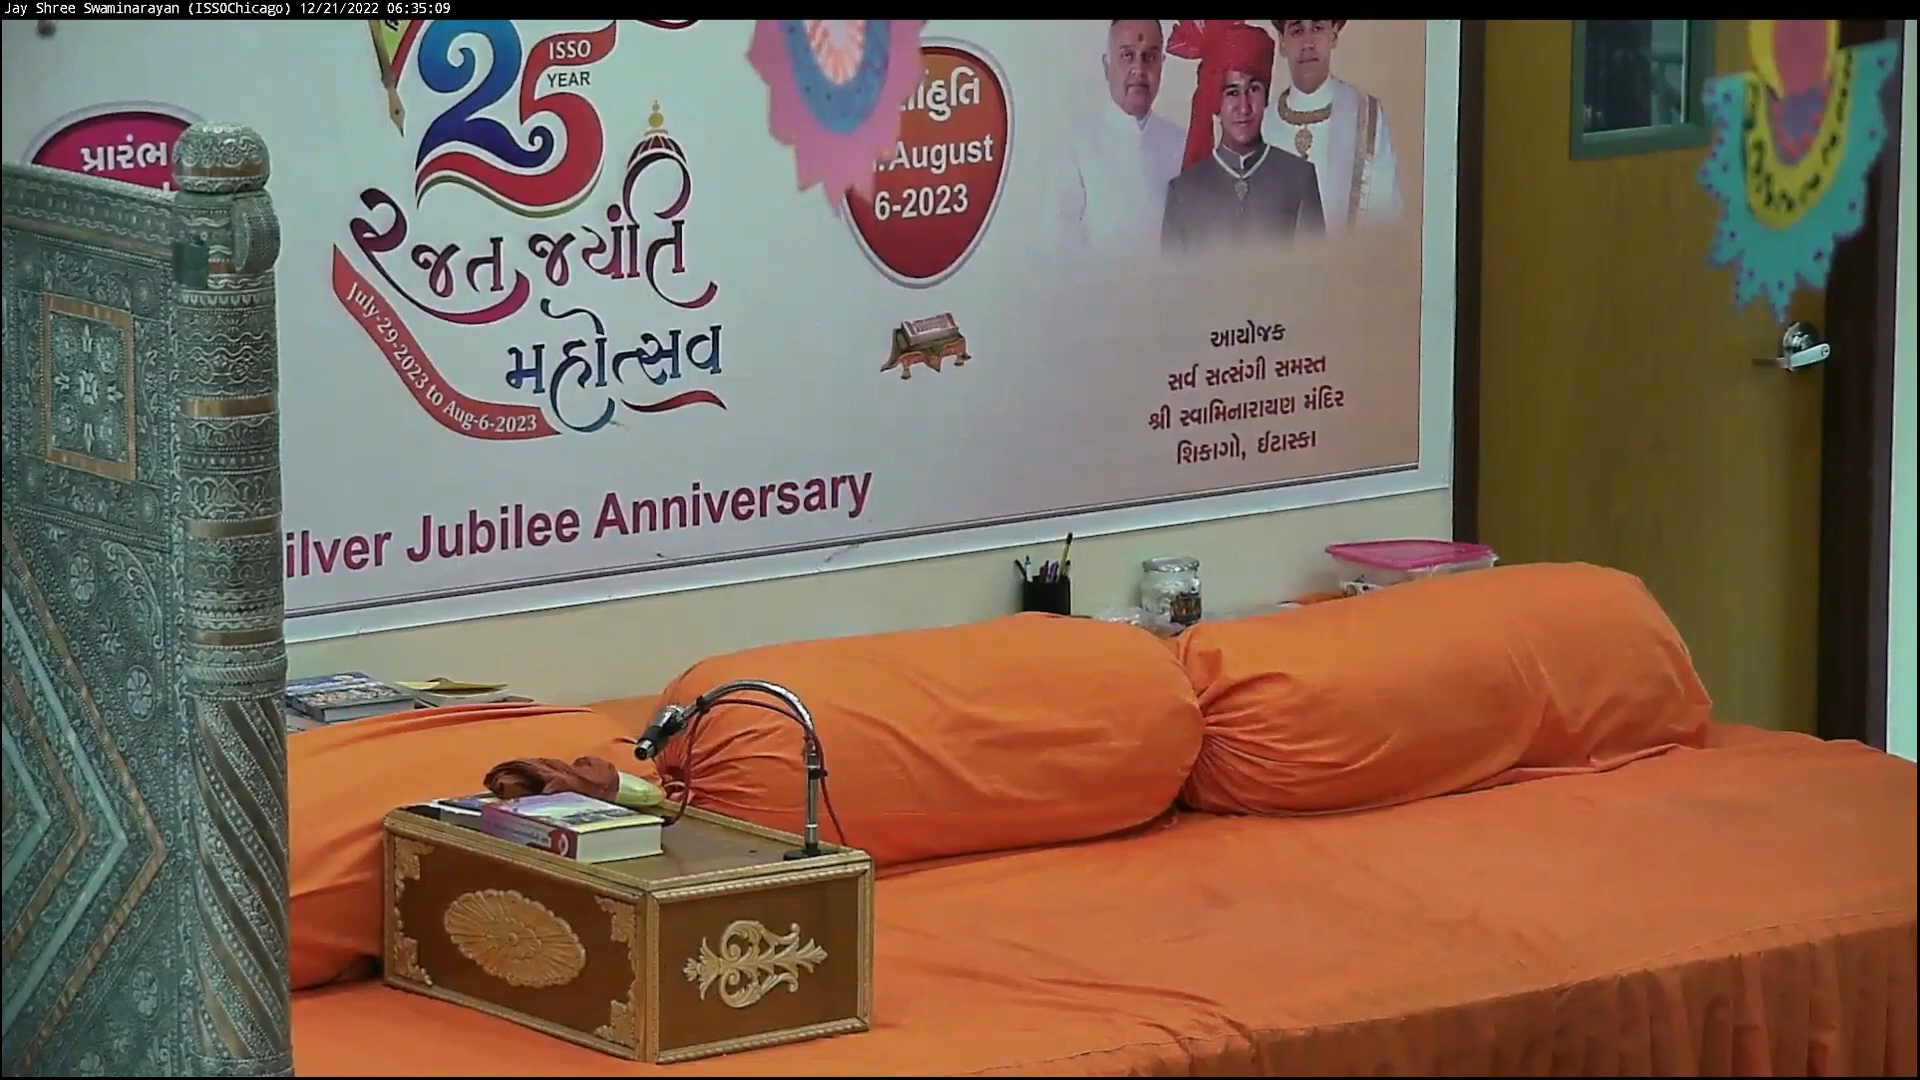 Jay Shree Swaminarayan (ISSOChicago) 12/21/2022 06:35:09
25
ISSO
YEAR
પ્રારંભ
રજત જયંતિ
મહોત્સવ
July-29-2023 to Aug-6-2023
August
6-2023
આયોજક
સર્વ સત્સંગી સમસ્ત
શ્રી સ્વામિનારાયણ મંદિર
શિકાગો, ઈટાસ્કા
ilver Jubilee Anniversary